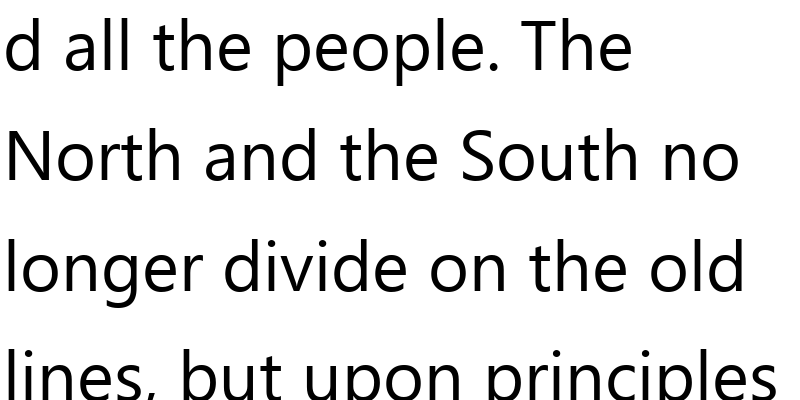 d all the people. The
North and the South no
longer divide on the old
lines, but upon principles